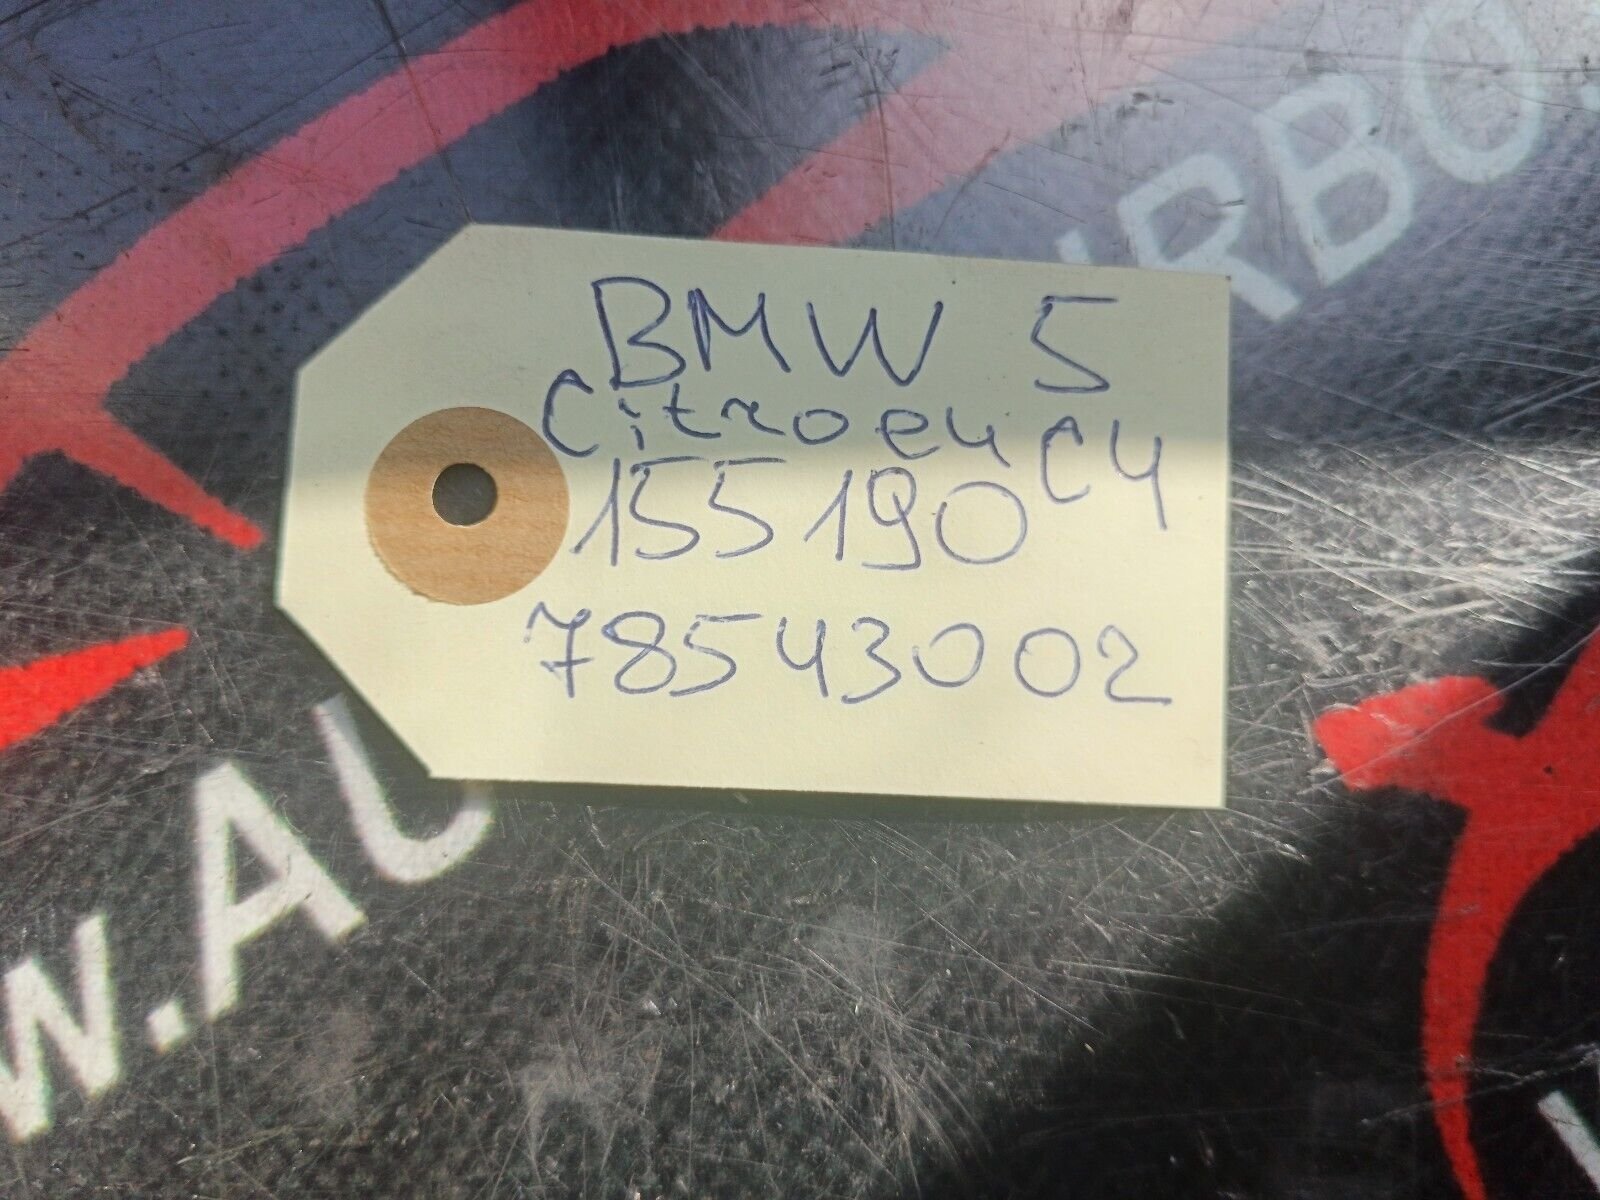 BMW 5
Citroen C4
155190
78543002
RBO
W.AU